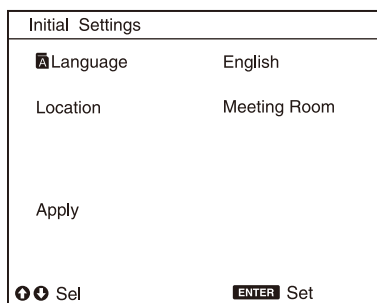 Initial Settings
A Language English
Location Meeting Room
Apply
Sel ENTER Set